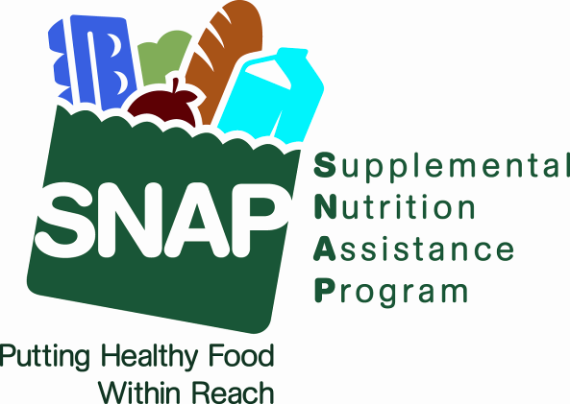 SNAP
Supplemental
Nutrition
Assistance
Program
Putting Healthy Food
Within Reach